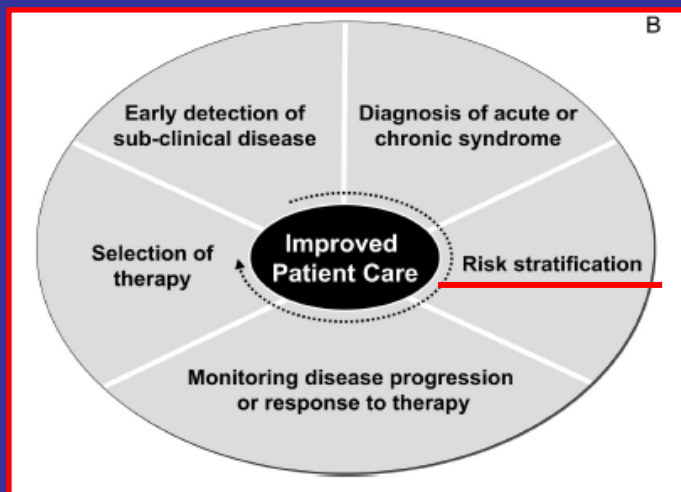 B
Early detection of
sub-clinical disease
Diagnosis of acute or
chronic syndrome
Improved
Patient Care
Selection of
therapy
Risk stratification
Monitoring disease progression
or response to therapy